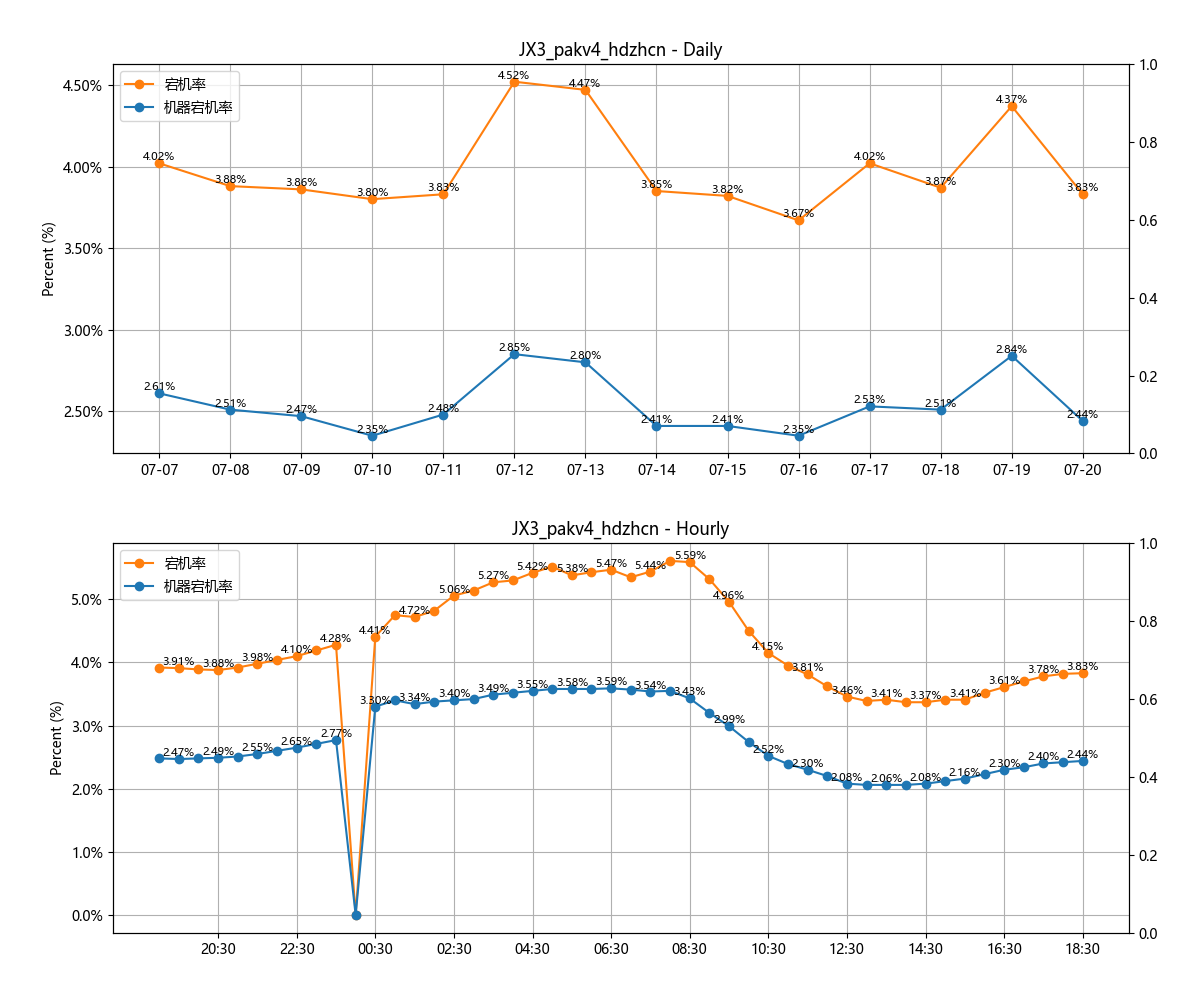 JX3_pakv4_hdzhcn - Daily
宕机率
机器宕机率
Percent (%)
4.50%
4.00%
3.50%
3.00%
2.50%
1.0
0.8
0.6
0.4
0.2
0.0
4.02% 3.88% 3.86% 3.80% 3.83% 4.52% 4.47% 3.85% 3.82% 3.67% 4.02% 3.87% 4.37% 3.83%
2.61% 2.51% 2.47% 2.35% 2.48% 2.85% 2.80% 2.41% 2.41% 2.35% 2.53% 2.51% 2.84% 2.44%
07-07 07-08 07-09 07-10 07-11 07-12 07-13 07-14 07-15 07-16 07-17 07-18 07-19 07-20
JX3_pakv4_hdzhcn - Hourly
宕机率
机器宕机率
Percent (%)
5.0%
4.0%
3.0%
2.0%
1.0%
0.0%
1.0
0.8
0.6
0.4
0.2
0.0
3.91% 3.88% 3.98% 4.10% 4.28% 4.41% 4.72% 5.06% 5.27% 5.42% 5.38% 5.47% 5.44% 5.59% 4.96% 4.15% 3.81% 3.46% 3.41% 3.37% 3.41% 3.61% 3.78% 3.83%
2.47% 2.49% 2.55% 2.65% 2.77% 3.30% 3.34% 3.40% 3.49% 3.55% 3.58% 3.59% 3.54% 3.43% 2.99% 2.52% 2.30% 2.08% 2.06% 2.08% 2.16% 2.30% 2.40% 2.44%
20:30 22:30 00:30 02:30 04:30 06:30 08:30 10:30 12:30 14:30 16:30 18:30